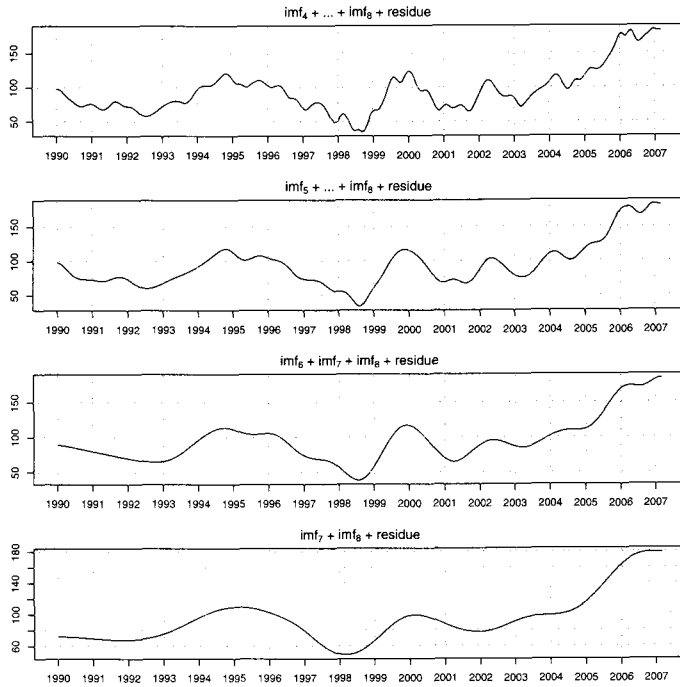 imf₄ + ... + imf₈ + residue
50 100 150
1990 1991 1992 1993 1994 1995 1996 1997 1998 1999 2000 2001 2002 2003 2004 2005 2006 2007
imf₅ + ... + imf₈ + residue
50 100 150
1990 1991 1992 1993 1994 1995 1996 1997 1998 1999 2000 2001 2002 2003 2004 2005 2006 2007
imf₆ + imf₇ + imf₈ + residue
50 100 150
1990 1991 1992 1993 1994 1995 1996 1997 1998 1999 2000 2001 2002 2003 2004 2005 2006 2007
imf₇ + imf₈ + residue
60 100 140 180
1990 1991 1992 1993 1994 1995 1996 1997 1998 1999 2000 2001 2002 2003 2004 2005 2006 2007